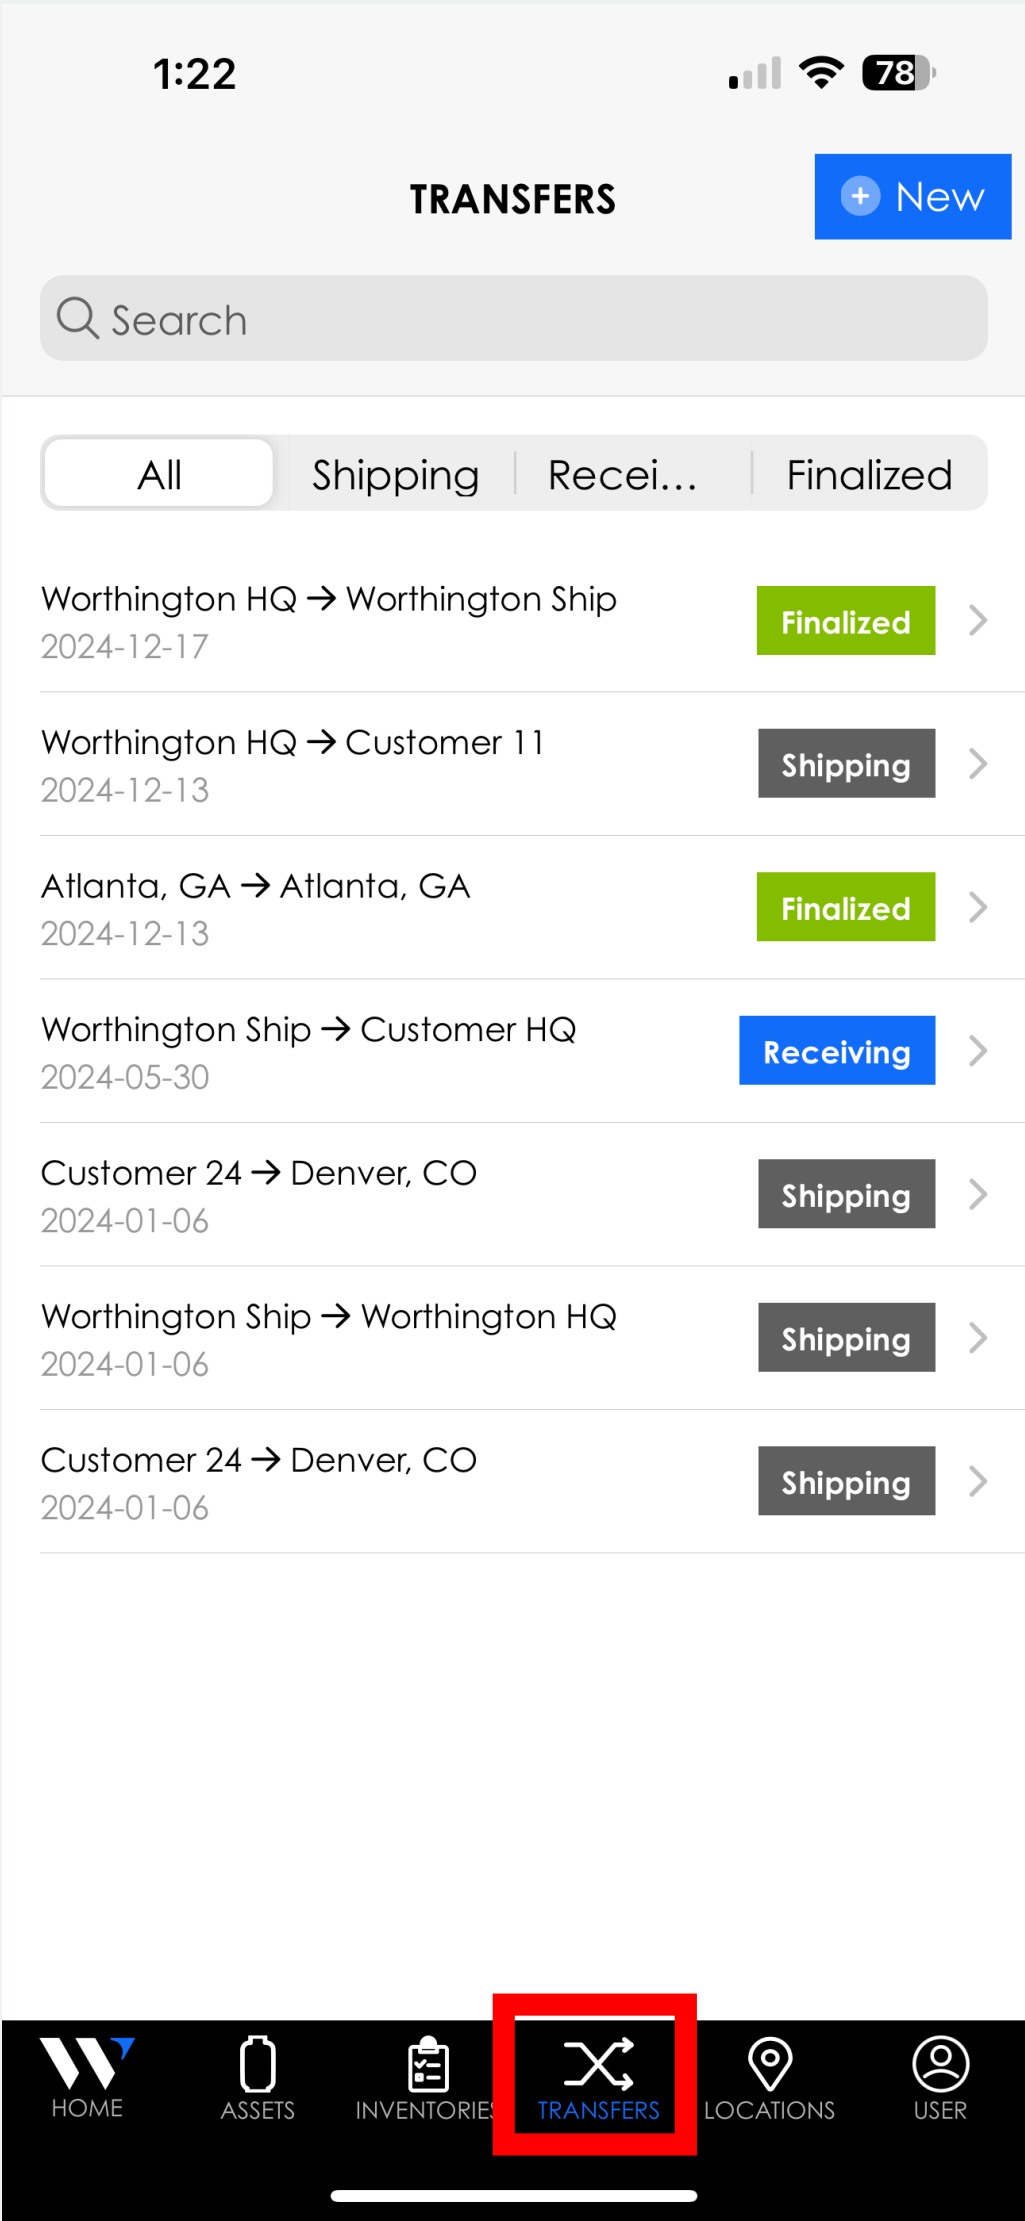 1:22
78
TRANSFERS
+ New
Search
All Shipping Recei... Finalized
Worthington HQ → Worthington Ship
2024-12-17
Finalized
Worthington HQ → Customer 11
2024-12-13
Shipping
Atlanta, GA → Atlanta, GA
2024-12-13
Finalized
Worthington Ship → Customer HQ
2024-05-30
Receiving
Customer 24 → Denver, CO
2024-01-06
Shipping
Worthington Ship → Worthington HQ
2024-01-06
Shipping
Customer 24 → Denver, CO
2024-01-06
Shipping
HOME ASSETS INVENTORIES TRANSFERS LOCATIONS USER